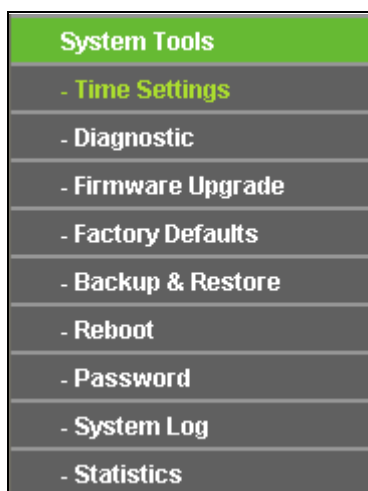 System Tools
- Time Settings
- Diagnostic
- Firmware Upgrade
- Factory Defaults
- Backup & Restore
- Reboot
- Password
- System Log
- Statistics